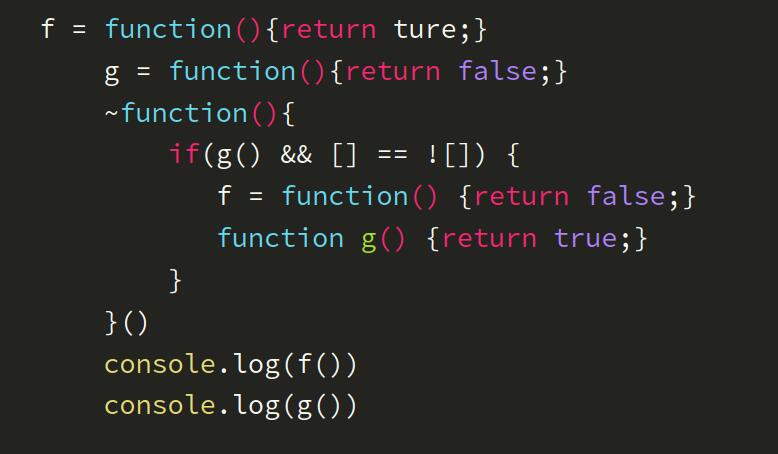 f = function(){return ture;}
g = function(){return false;}
~function(){
if(g() && [] == ![]) {
f = function() {return false;}
function g() {return true;}
}
}()
console.log(f())
console.log(g())